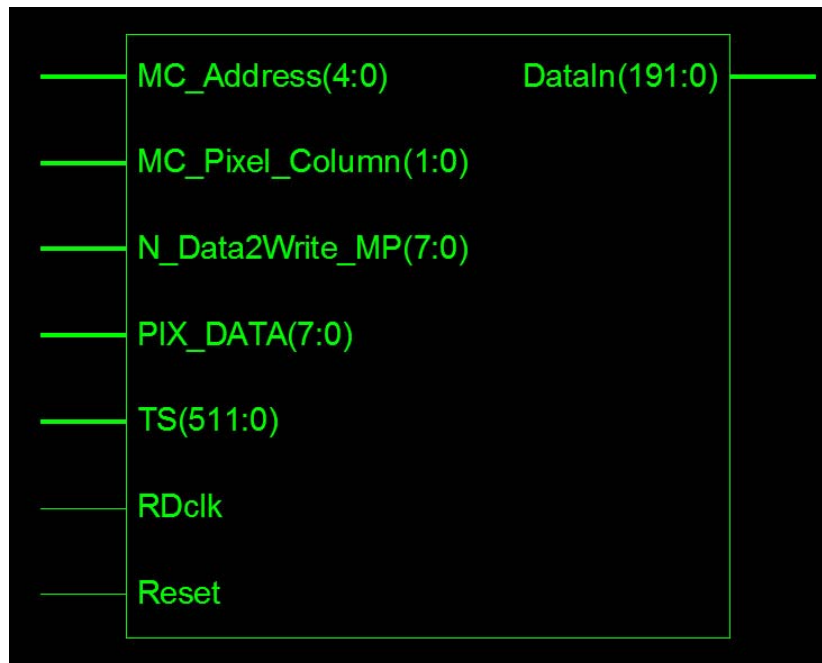 MC_Address(4:0) DataIn(191:0)
MC_Pixel_Column(1:0)
N_Data2Write_MP(7:0)
PIX_DATA(7:0)
TS(511:0)
RDclk
Reset